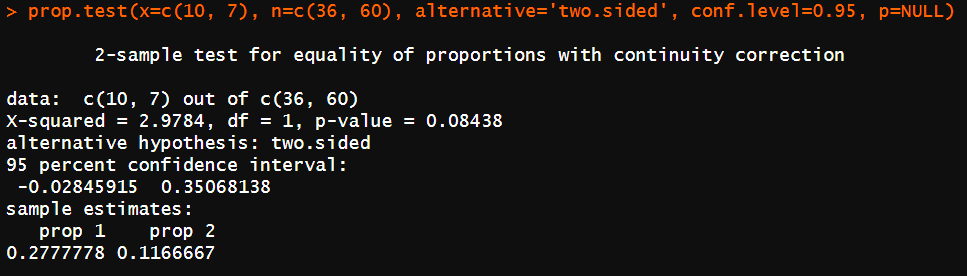 > prop.test(x=c(10, 7), n=c(36, 60), alternative='two.sided', conf.level=0.95, p=NULL)
2-sample test for equality of proportions with continuity correction
data:  c(10, 7) out of c(36, 60)
X-squared = 2.9784, df = 1, p-value = 0.08438
alternative hypothesis: two.sided
95 percent confidence interval:
 -0.02845915  0.35068138
sample estimates:
   prop 1    prop 2
0.2777778 0.1166667